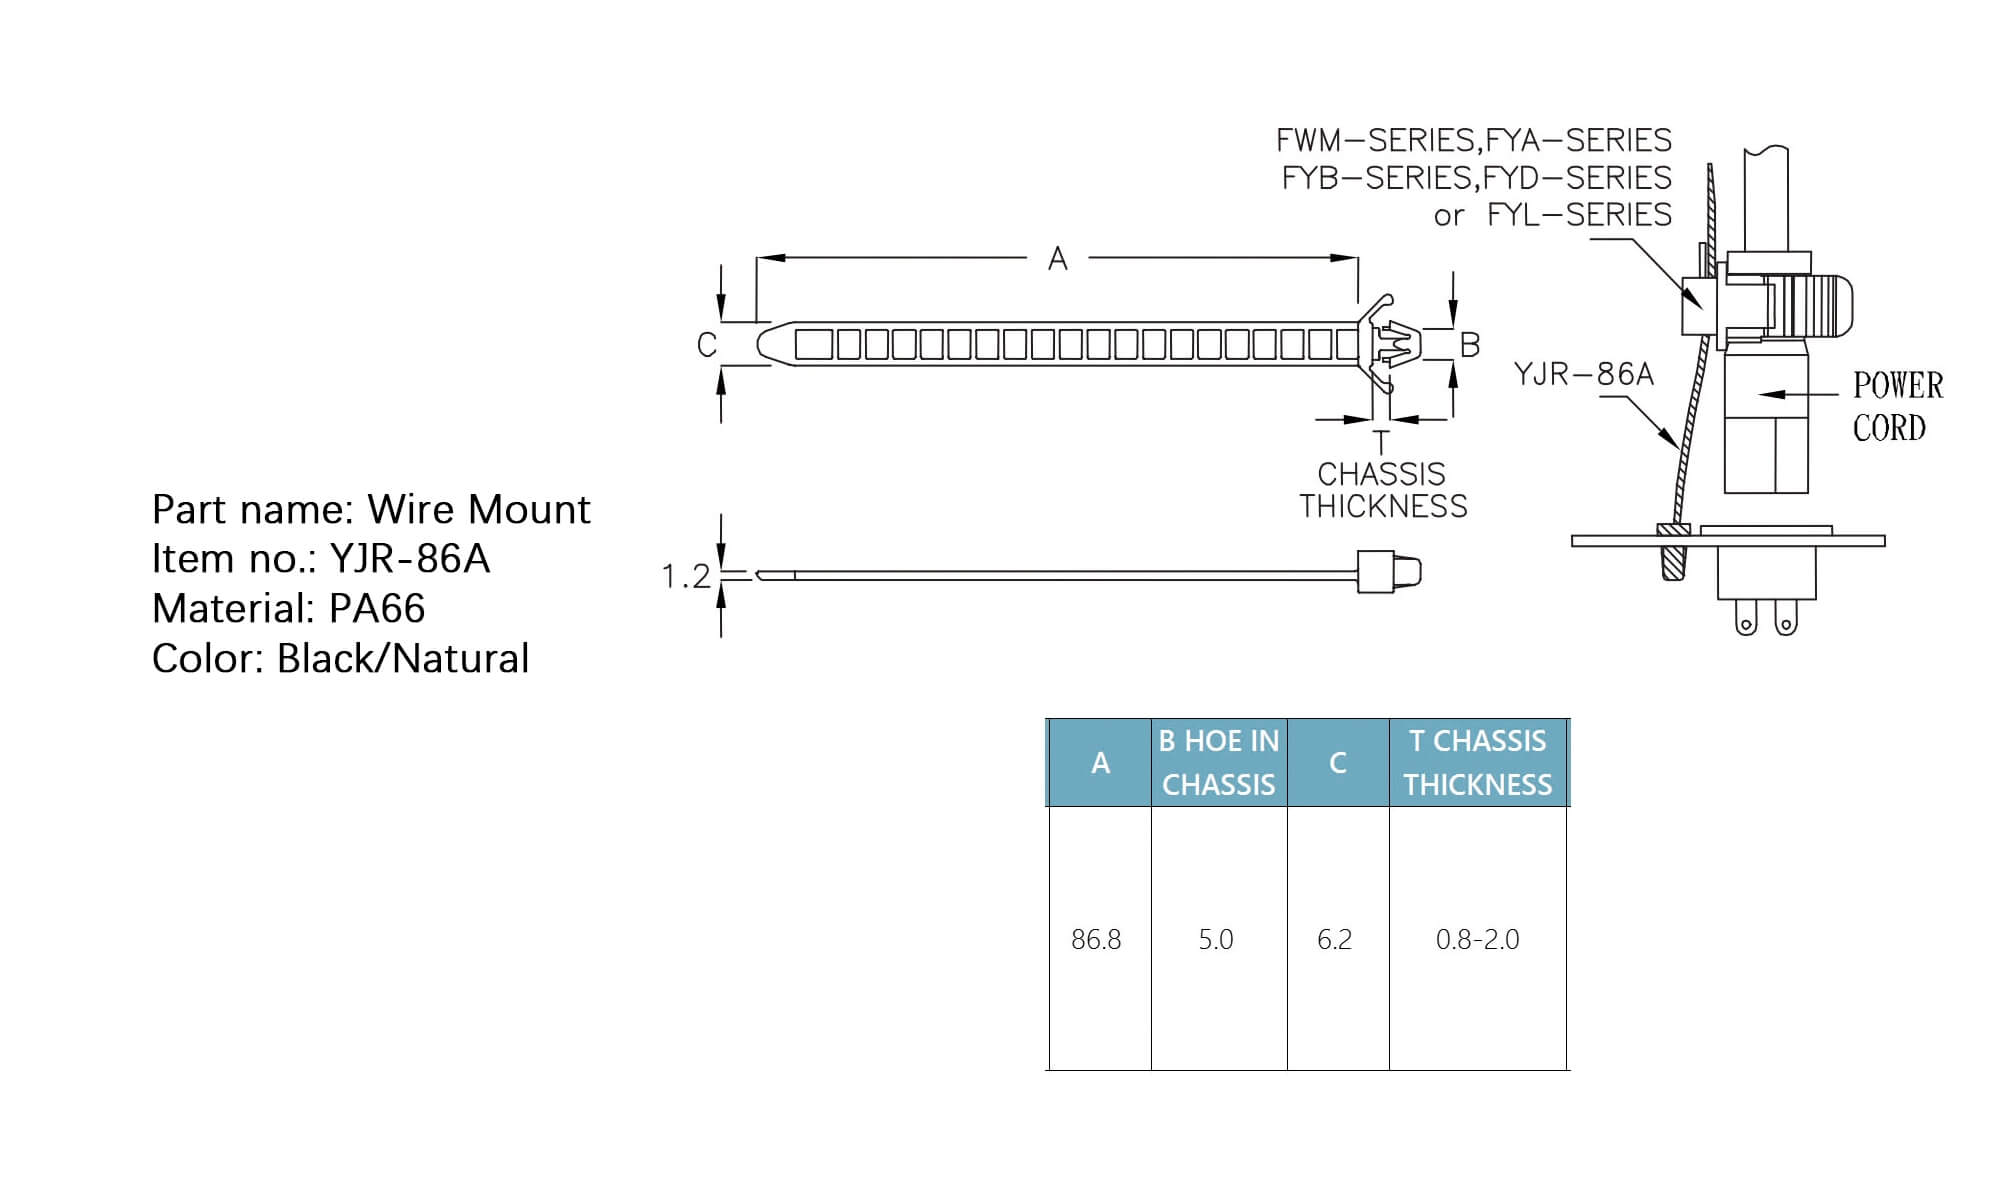 FWM-SERIES,FYA-SERIES
FYB-SERIES,FYD-SERIES
or FYL-SERIES
A
C
B
YJR-86A
POWER
CORD
T
CHASSIS
THICKNESS
1.2
Part name: Wire Mount
Item no.: YJR-86A
Material: PA66
Color: Black/Natural
A
B HOE IN
CHASSIS
C
T CHASSIS
THICKNESS
86.8
5.0
6.2
0.8-2.0